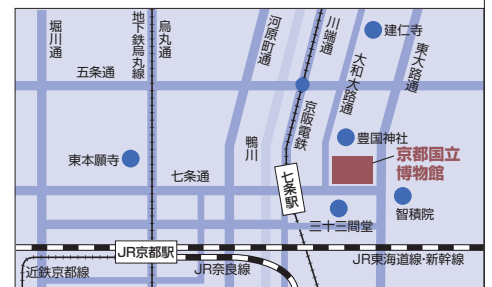 堀川通
地下鉄烏丸線
烏丸通
河原町通
川端通
建仁寺
大和大路通
東大路通
五条通
京阪電鉄
鴨川
豊国神社
京都国立
博物館
東本願寺
七条通
七条駅
智積院
三十三間堂
JR京都駅
JR東海道線・新幹線
近鉄京都線
JR奈良線